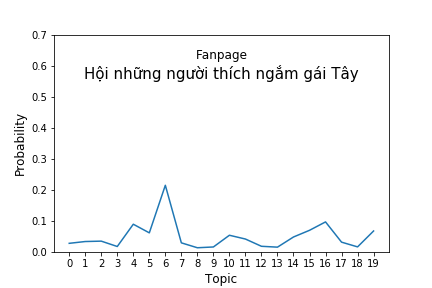 Fanpage
Hội những người thích ngắm gái Tây
Probability
0.7
0.6
0.5
0.4
0.3
0.2
0.1
0.0
0 1 2 3 4 5 6 7 8 9 10 11 12 13 14 15 16 17 18 19
Topic